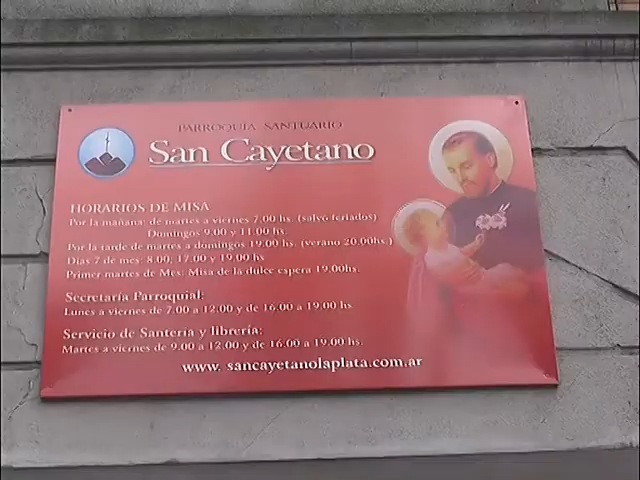 PARROQUIA SANTUARIO
San Cayetano
HORARIOS DE MISA
Por la mañana: de martes a viernes 7.00 hs. (salvo feriados)
Domingos 9.00 y 11.00 hs.
Por la tarde de martes a domingos 19.00 hs. (verano 20.00hs.)
Días 7 de mes: 8.00, 17.00 y 19.00 hs
Primer martes de Mes: Misa de la dulce espera 19.00hs.
Secretaría Parroquial:
Lunes a viernes de 7.00 a 12.00 y de 16.00 a 19.00 hs
Servicio de Santería y librería:
Martes a viernes de 9.00 a 12.00 y de 16.00 a 19.00 hs.
www. sancayetanolaplata.com.ar